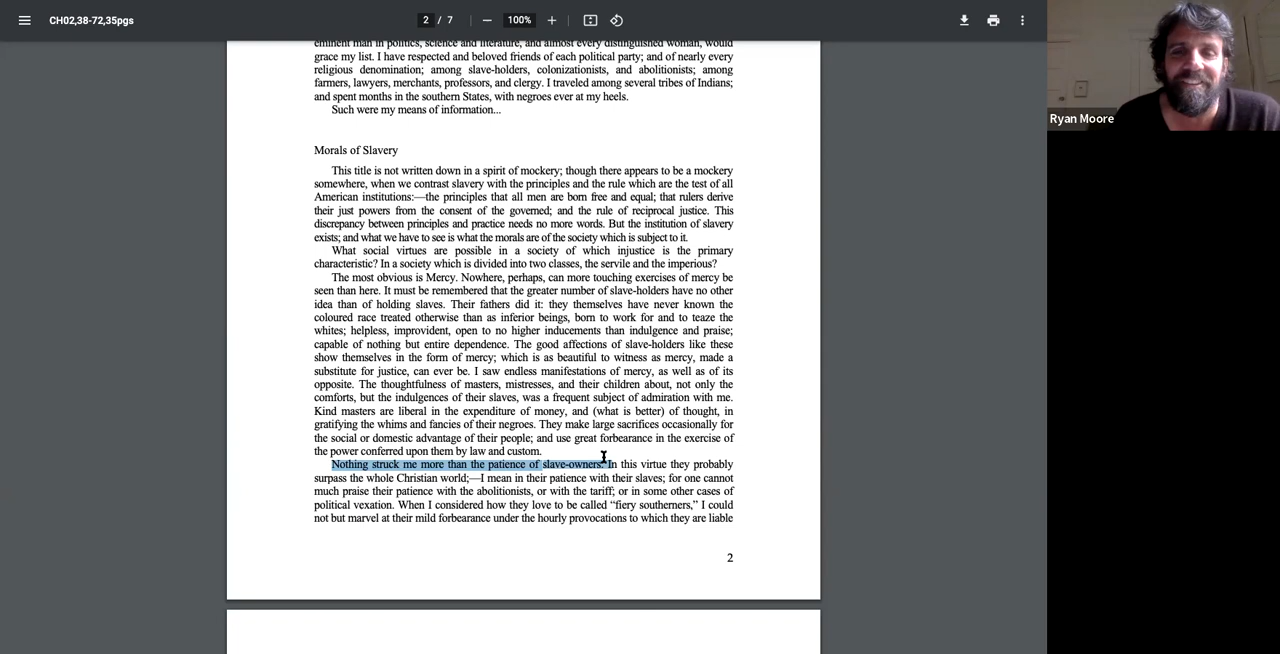 CH02,38-72,35pgs
2 / 7
100%
eminent man in politics, science and literature, and almost every distinguished woman, would
grace my list. I have respected and beloved friends of each political party; and of nearly every
religious denomination; among slave-holders, colonizationists, and abolitionists; among
farmers, lawyers, merchants, professors, and clergy. I traveled among several tribes of Indians;
and spent months in the southern States, with negroes ever at my heels.
Such were my means of information...
Morals of Slavery
This title is not written down in a spirit of mockery; though there appears to be a mockery
somewhere, when we contrast slavery with the principles and the rule which are the test of all
American institutions:—the principles that all men are born free and equal; that rulers derive
their just powers from the consent of the governed; and the rule of reciprocal justice. This
discrepancy between principles and practice needs no more words. But the institution of slavery
exists; and what we have to see is what the morals are of the society which is subject to it.
What social virtues are possible in a society of which injustice is the primary
characteristic? In a society which is divided into two classes, the servile and the imperious?
The most obvious is Mercy. Nowhere, perhaps, can more touching exercises of mercy be
seen than here. It must be remembered that the greater number of slave-holders have no other
idea than of holding slaves. Their fathers did it: they themselves have never known the
coloured race treated otherwise than as inferior beings, born to work for and to teaze the
whites; helpless, improvident, open to no higher inducements than indulgence and praise;
capable of nothing but entire dependence. The good affections of slave-holders like these
show themselves in the form of mercy; which is as beautiful to witness as mercy, made a
substitute for justice, can ever be. I saw endless manifestations of mercy, as well as of its
opposite. The thoughtfulness of masters, mistresses, and their children about, not only the
comforts, but the indulgences of their slaves, was a frequent subject of admiration with me.
Kind masters are liberal in the expenditure of money, and (what is better) of thought, in
gratifying the whims and fancies of their negroes. They make large sacrifices occasionally for
the social or domestic advantage of their people; and use great forbearance in the exercise of
the power conferred upon them by law and custom.
Nothing struck me more than the patience of slave-owners. In this virtue they probably
surpass the whole Christian world;—I mean in their patience with their slaves; for one cannot
much praise their patience with the abolitionists, or with the tariff; or in some other cases of
political vexation. When I considered how they love to be called “fiery southerners,” I could
not but marvel at their mild forbearance under the hourly provocations to which they are liable
2
Ryan Moore